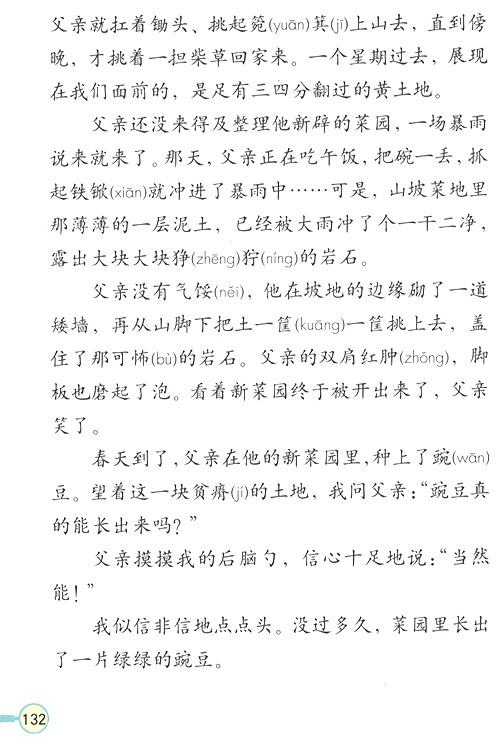 父亲就扛着锄头、挑起箢(yuān)箕(jī)上山去，直到傍
晚，才挑着一担柴草回家来。一个星期过去，展现
在我们面前的，是足有三四分翻过的黄土地。
父亲还没来得及整理他新辟的菜园，一场暴雨
说来就来了。那天，父亲正在吃午饭，把碗一丢，抓
起铁锨(xiān)就冲进了暴雨中……可是，山坡菜地里
那薄薄的一层泥土，已经被大雨冲了个一干二净，
露出大块大块狰(zhēng)狞(níng)的岩石。
父亲没有气馁(něi)，他在坡地的边缘砌了一道
矮墙，再从山脚下把土一筐(kuāng)一筐挑上去，盖
住了那可怖(bù)的岩石。父亲的双肩红肿(zhǒng)，脚
板也磨起了泡。看着新菜园终于被开出来了，父亲
笑了。
春天到了，父亲在他的新菜园里，种上了豌(wān)
豆。望着这一块贫瘠(jí)的土地，我问父亲：“豌豆真
的能长出来吗？”
父亲摸摸我的后脑勺，信心十足地说：“当然
能！”
我似信非信地点点头。没过多久，菜园里长出
了一片绿绿的豌豆。
132